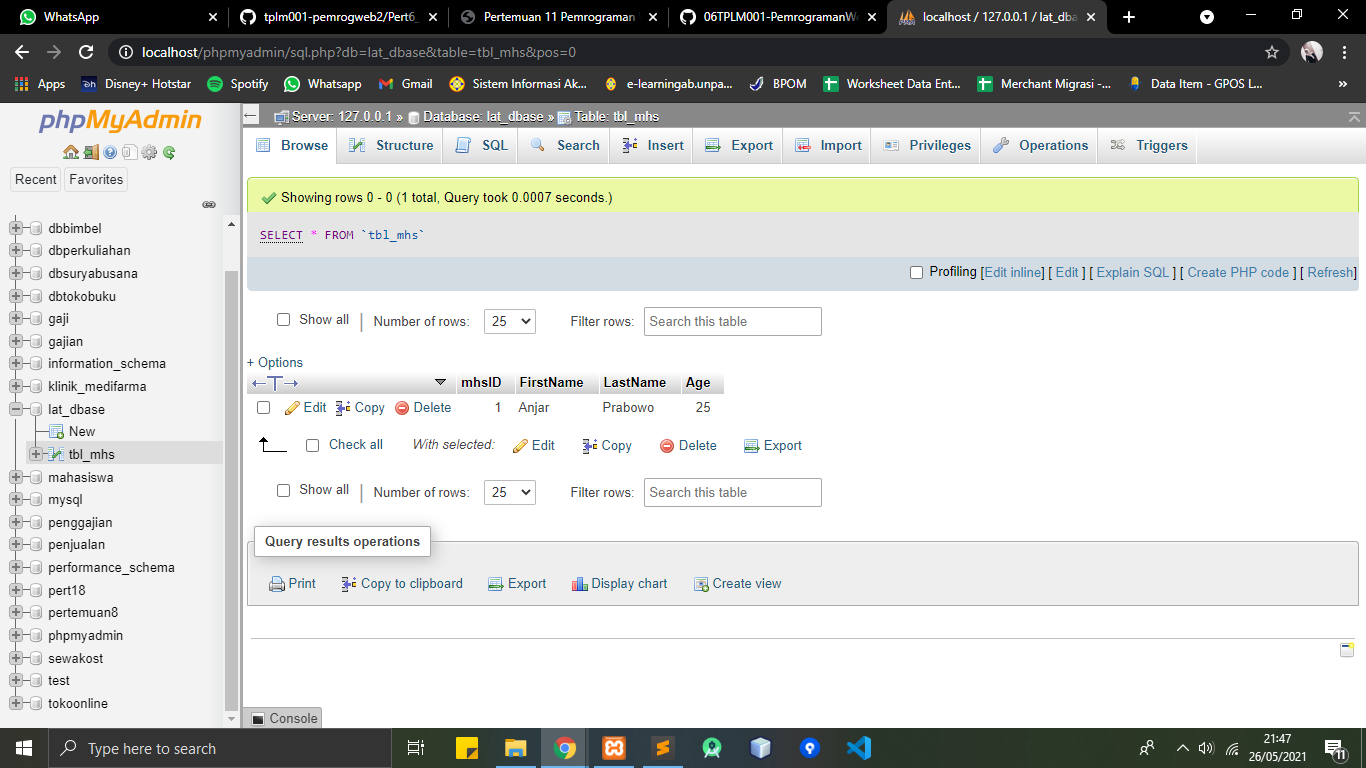 WhatsApp
tplm001-pemrogweb2/Pert6_
Pertemuan 11 Pemrograman
06TPLM001-PemrogramanWe
localhost / 127.0.0.1 / lat_dba
localhost/phpmyadmin/sql.php?db=lat_dbase&table=tbl_mhs&pos=0
Apps Disney+ Hotstar Spotify Whatsapp Gmail Sistem Informasi Ak... e-learningab.unpa... BPOM Worksheet Data Ent... Merchant Migrasi -... Data Item - GPOS L... »
phpMyAdmin
Recent Favorites
dbbimbel
dbperkuliahan
dbsuryabusana
dbtokobuku
gaji
gajian
information_schema
klinik_medifarma
lat_dbase
New
tbl_mhs
mahasiswa
mysql
penggajian
penjualan
performance_schema
pert18
pertemuan8
phpmyadmin
sewakost
test
tokoonline
Server: 127.0.0.1 » Database: lat_dbase » Table: tbl_mhs
Browse Structure SQL Search Insert Export Import Privileges Operations Triggers
Showing rows 0 - 0 (1 total, Query took 0.0007 seconds.)
SELECT * FROM `tbl_mhs`
Profiling [Edit inline] [ Edit ] [ Explain SQL ] [ Create PHP code ] [ Refresh]
Show all | Number of rows: 25 Filter rows: Search this table
+ Options
←T→ mhsID FirstName LastName Age
Edit Copy Delete 1 Anjar Prabowo 25
Check all With selected: Edit Copy Delete Export
Show all | Number of rows: 25 Filter rows: Search this table
Query results operations
Print Copy to clipboard Export Display chart Create view
Console
Type here to search
21:47
26/05/2021
11